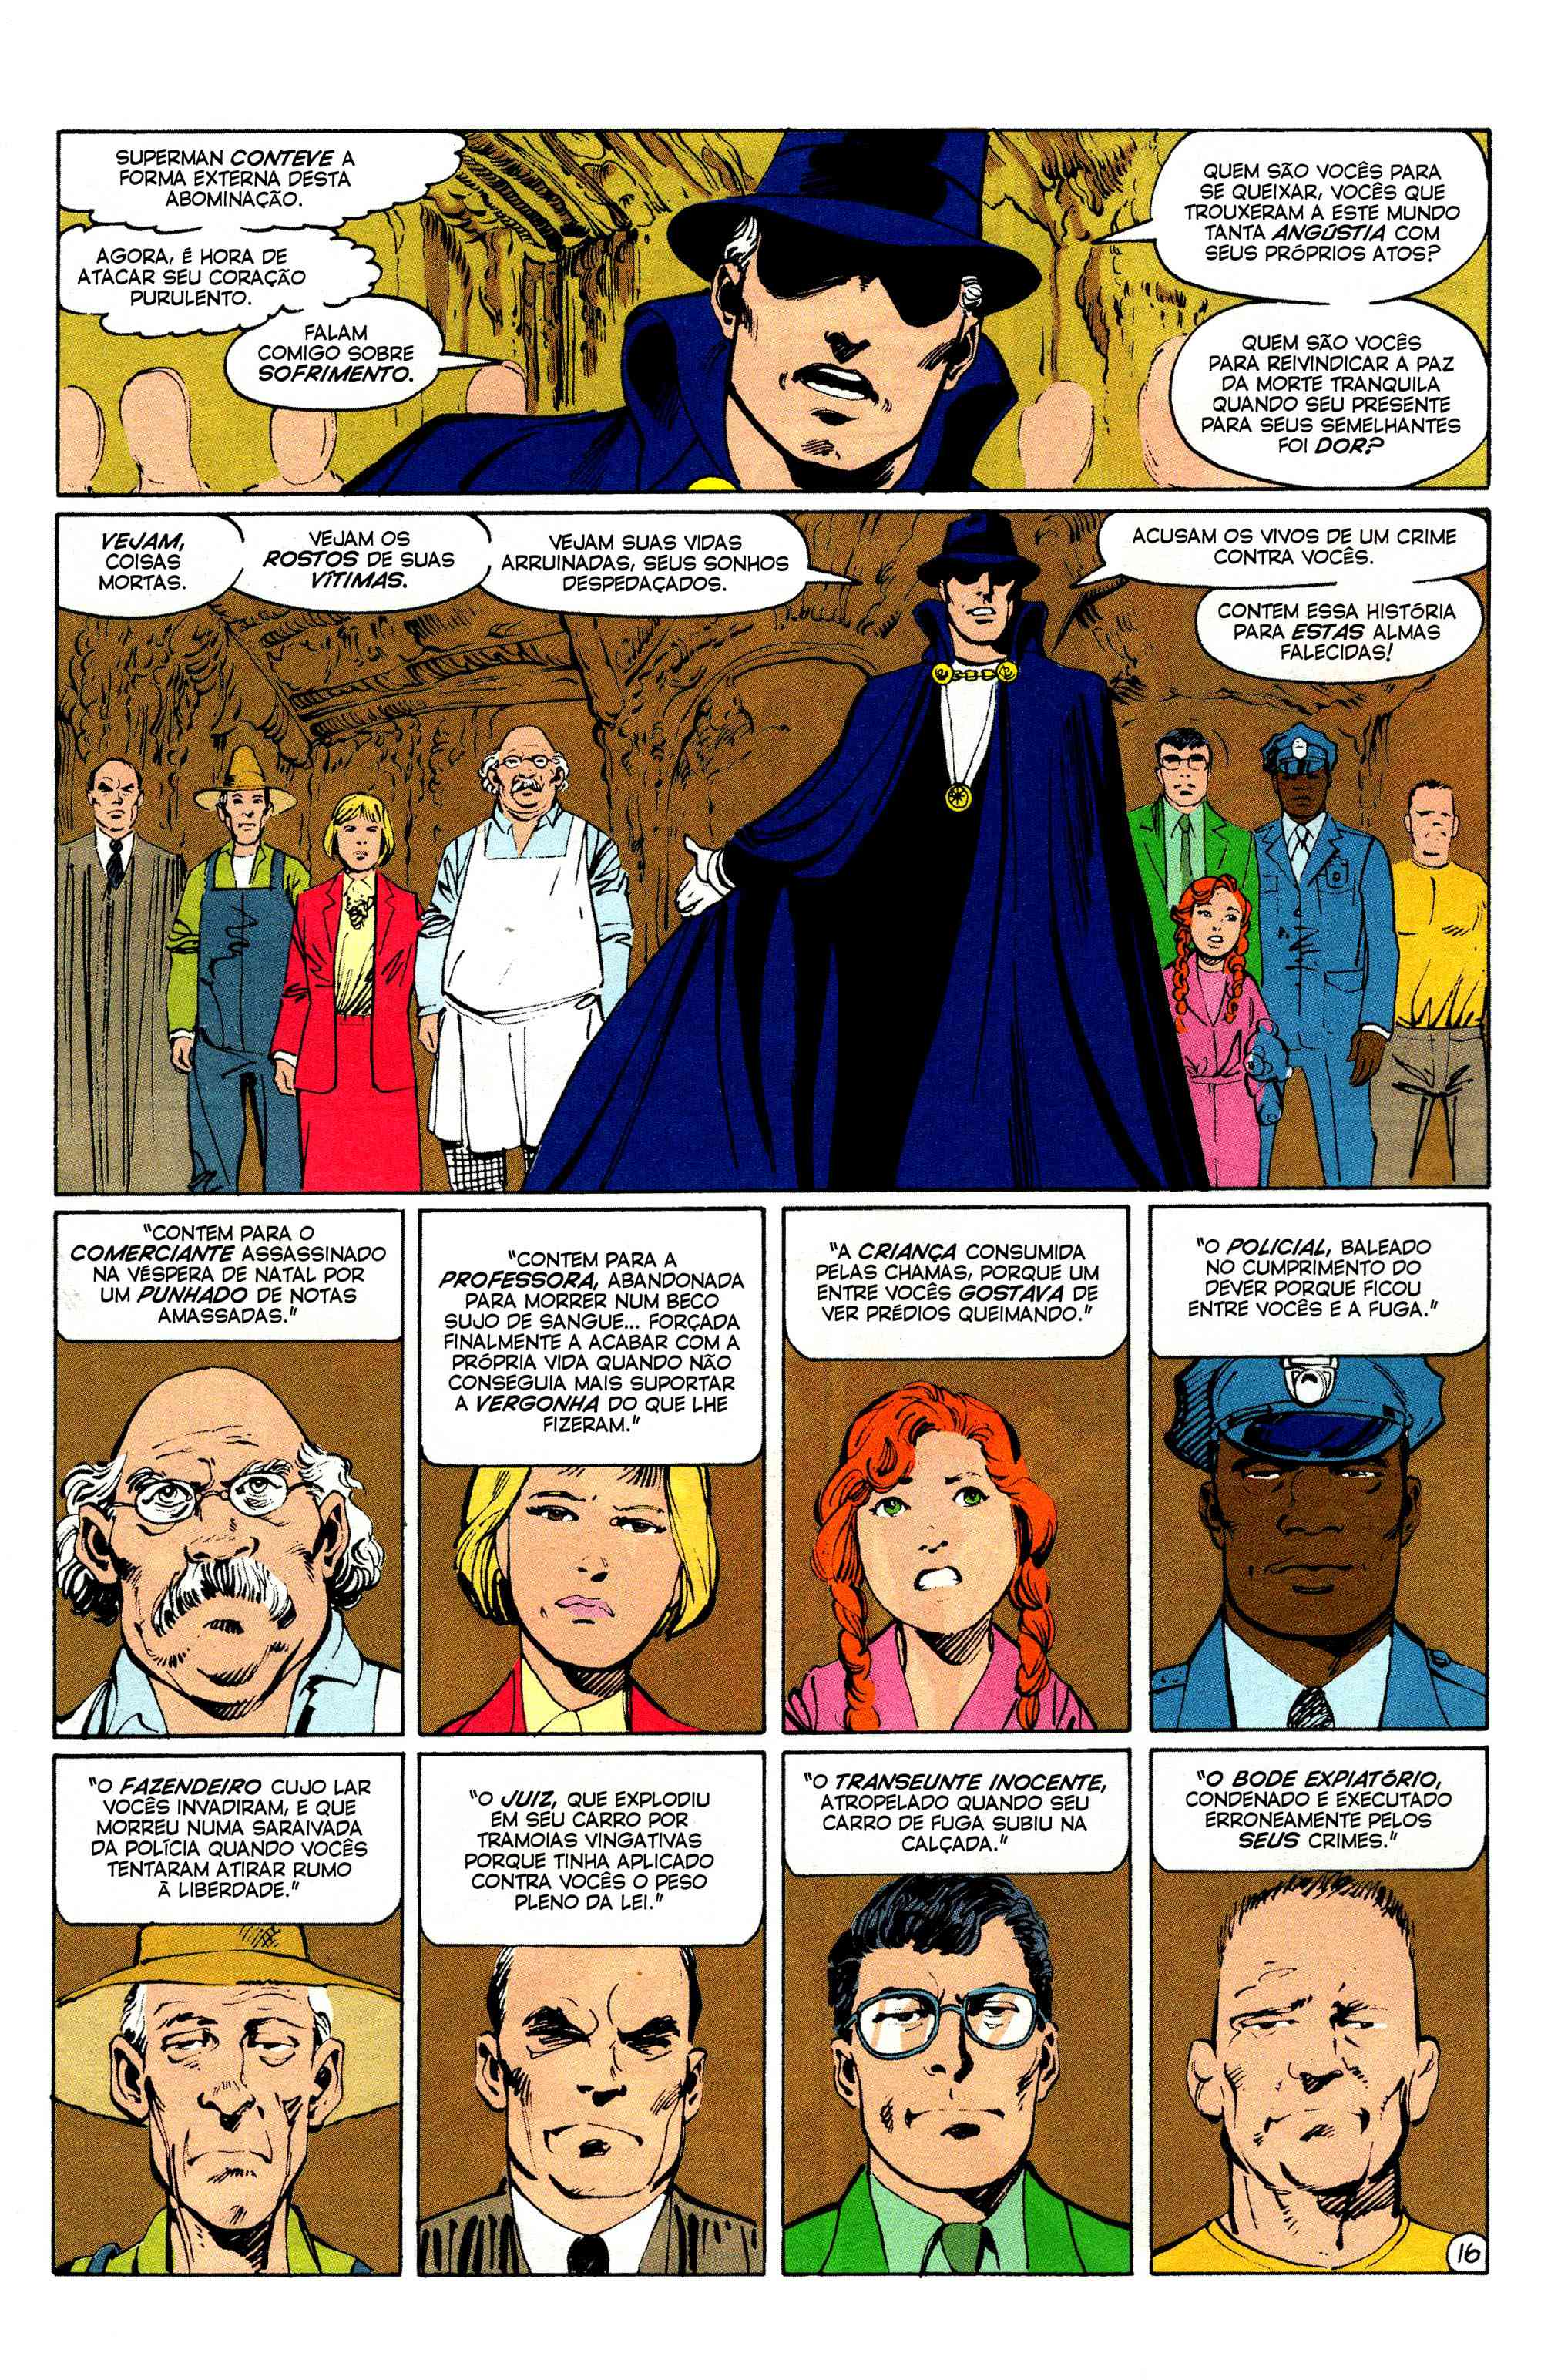 SUPERMAN CONTEVE A
FORMA EXTERNA DESTA
ABOMINAÇÃO.
AGORA, É HORA DE
ATACAR SEU CORAÇÃO
PURULENTO.
FALAM
COMIGO SOBRE
SOFRIMENTO.
QUEM SÃO VOCÊS PARA
SE QUEIXAR, VOCÊS QUE
TROUXERAM A ESTE MUNDO
TANTA ANGÚSTIA COM
SEUS PRÓPRIOS ATOS?
QUEM SÃO VOCÊS
PARA REIVINDICAR A PAZ
DA MORTE TRANQUILA
QUANDO SEU PRESENTE
PARA SEUS SEMELHANTES
FOI DOR?
VEJAM,
COISAS
MORTAS.
VEJAM OS
ROSTOS DE SUAS
VÍTIMAS.
VEJAM SUAS VIDAS
ARRUINADAS, SEUS SONHOS
DESPEDAÇADOS.
ACUSAM OS VIVOS DE UM CRIME
CONTRA VOCÊS.
CONTEM ESSA HISTÓRIA
PARA ESTAS ALMAS
FALECIDAS!
"CONTEM PARA O
COMERCIANTE ASSASSINADO
NA VÉSPERA DE NATAL POR
UM PUNHADO DE NOTAS
AMASSADAS."
"CONTEM PARA A
PROFESSORA, ABANDONADA
PARA MORRER NUM BECO
SUJO DE SANGUE... FORÇADA
FINALMENTE A ACABAR COM A
PRÓPRIA VIDA QUANDO NÃO
CONSEGUIA MAIS SUPORTAR
A VERGONHA DO QUE LHE
FIZERAM."
"A CRIANÇA CONSUMIDA
PELAS CHAMAS, PORQUE UM
ENTRE VOCÊS GOSTAVA DE
VER PRÉDIOS QUEIMANDO."
"O POLICIAL, BALEADO
NO CUMPRIMENTO DO
DEVER PORQUE FICOU
ENTRE VOCÊS E A FUGA."
"O FAZENDEIRO CUJO LAR
VOCÊS INVADIRAM, E QUE
MORREU NUMA SARAIVADA
DA POLÍCIA QUANDO VOCÊS
TENTARAM ATIRAR RUMO
À LIBERDADE."
"O JUIZ, QUE EXPLODIU
EM SEU CARRO POR
TRAMOIAS VINGATIVAS
PORQUE TINHA APLICADO
CONTRA VOCÊS O PESO
PLENO DA LEI."
"O TRANSEUNTE INOCENTE,
ATROPELADO QUANDO SEU
CARRO DE FUGA SUBIU NA
CALÇADA."
"O BODE EXPIATÓRIO,
CONDENADO E EXECUTADO
ERRONEAMENTE PELOS
SEUS CRIMES."
16